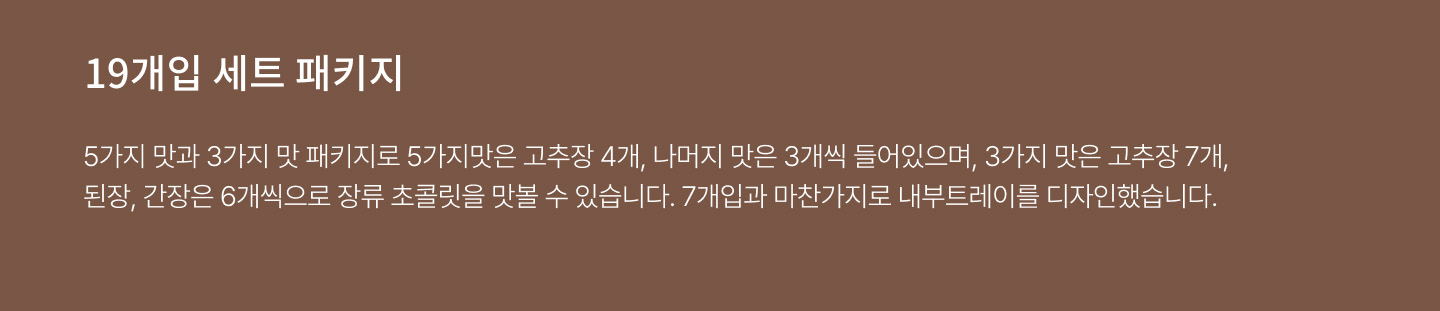 19개입 세트 패키지
5가지 맛과 3가지 맛 패키지로 5가지맛은 고추장 4개, 나머지 맛은 3개씩 들어있으며, 3가지 맛은 고추장 7개,
된장, 간장은 6개씩으로 장류 초콜릿을 맛볼 수 있습니다. 7개입과 마찬가지로 내부트레이를 디자인했습니다.